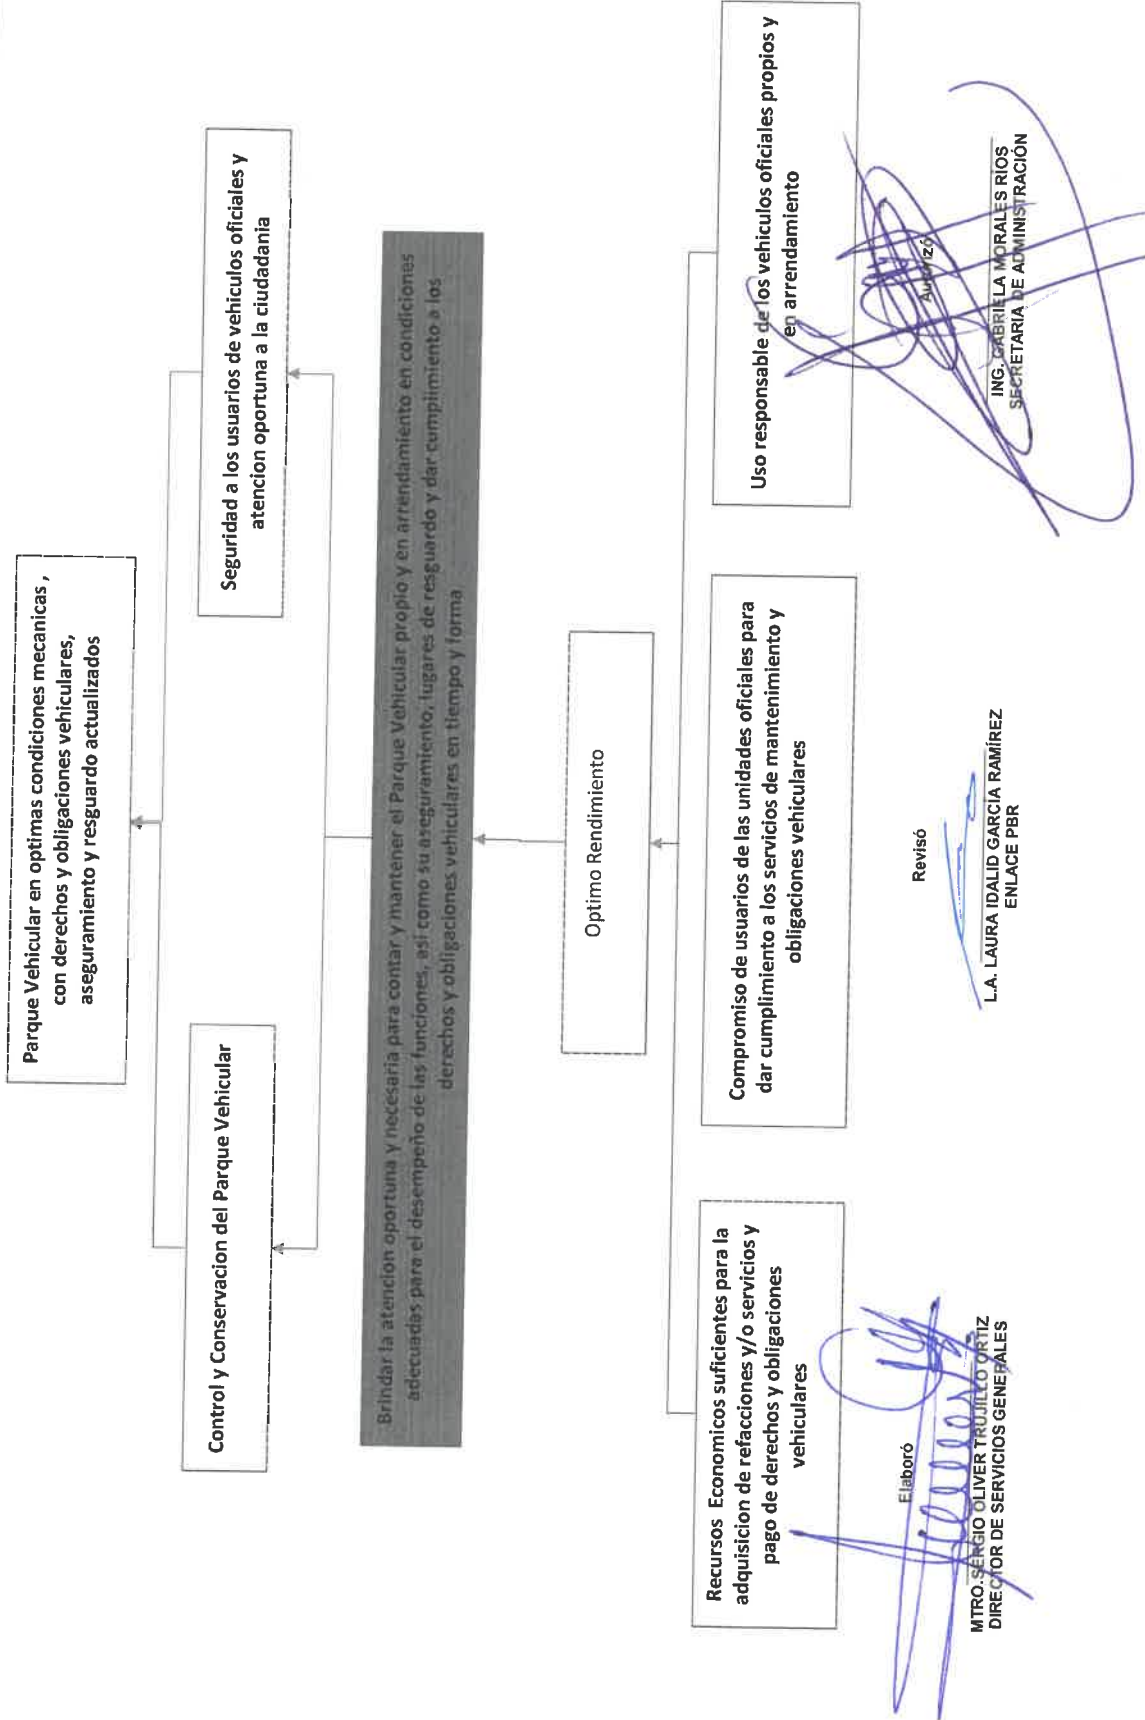 Parque Vehicular en optimas condiciones mecanicas ,
con derechos y obligaciones vehiculares,
aseguramiento y resguardo actualizados
Control y Conservacion del Parque Vehicular
Seguridad a los usuarios de vehiculos oficiales y
atencion oportuna a la ciudadania
Brindar la atencion oportuna y necesaria para contar y mantener el Parque Vehicular propio y en arrendamiento en condiciones
adecuadas para el desempeño de las funciones, asi como su aseguramiento, lugares de resguardo y dar cumplimiento a los
derechos y obligaciones vehiculares en tiempo y forma
Optimo Rendimiento
Recursos Economicos suficientes para la
adquisicion de refacciones y/o servicios y
pago de derechos y obligaciones
vehiculares
Compromiso de usuarios de las unidades oficiales para
dar cumplimiento a los servicios de mantenimiento y
obligaciones vehiculares
Uso responsable de los vehiculos oficiales propios y
en arrendamiento
Elaboró
MTRO.SERGIO OLIVER TRUJILLO ORTIZ
DIRECTOR DE SERVICIOS GENERALES
Revisó
L.A. LAURA IDALID GARCÍA RAMÍREZ
ENLACE PBR
Autorizó
ING. GABRIELA MORALES RÍOS
SECRETARIA DE ADMINISTRACIÓN